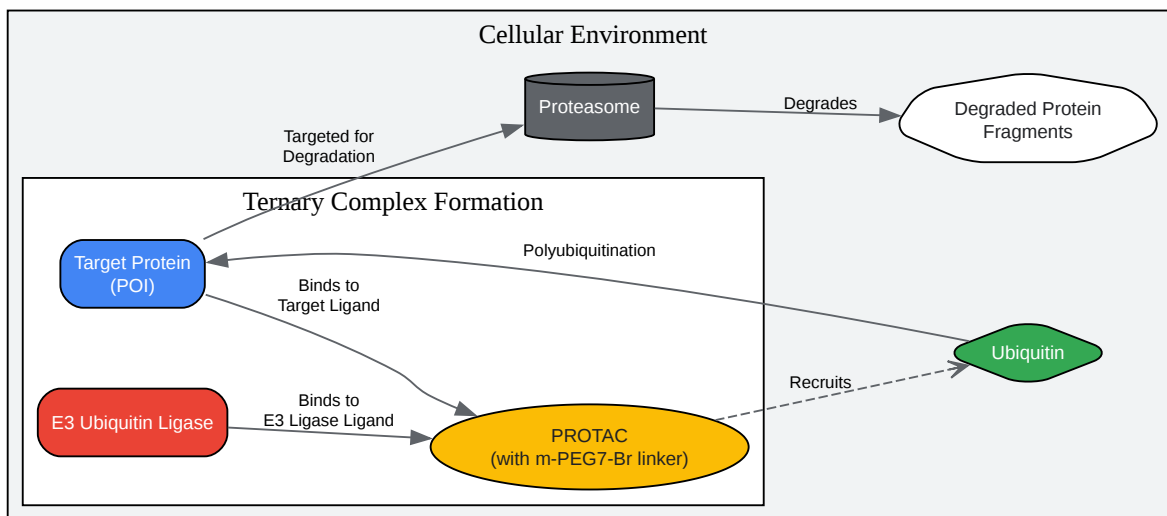 Cellular Environment
Proteasome
Degrades
Degraded Protein
Fragments
Targeted for
Degradation
Ternary Complex Formation
Target Protein
(POI)
Polyubiquitination
Binds to
Target Ligand
Ubiquitin
Recruits
E3 Ubiquitin Ligase
Binds to
E3 Ligase Ligand
PROTAC
(with m-PEG7-Br linker)